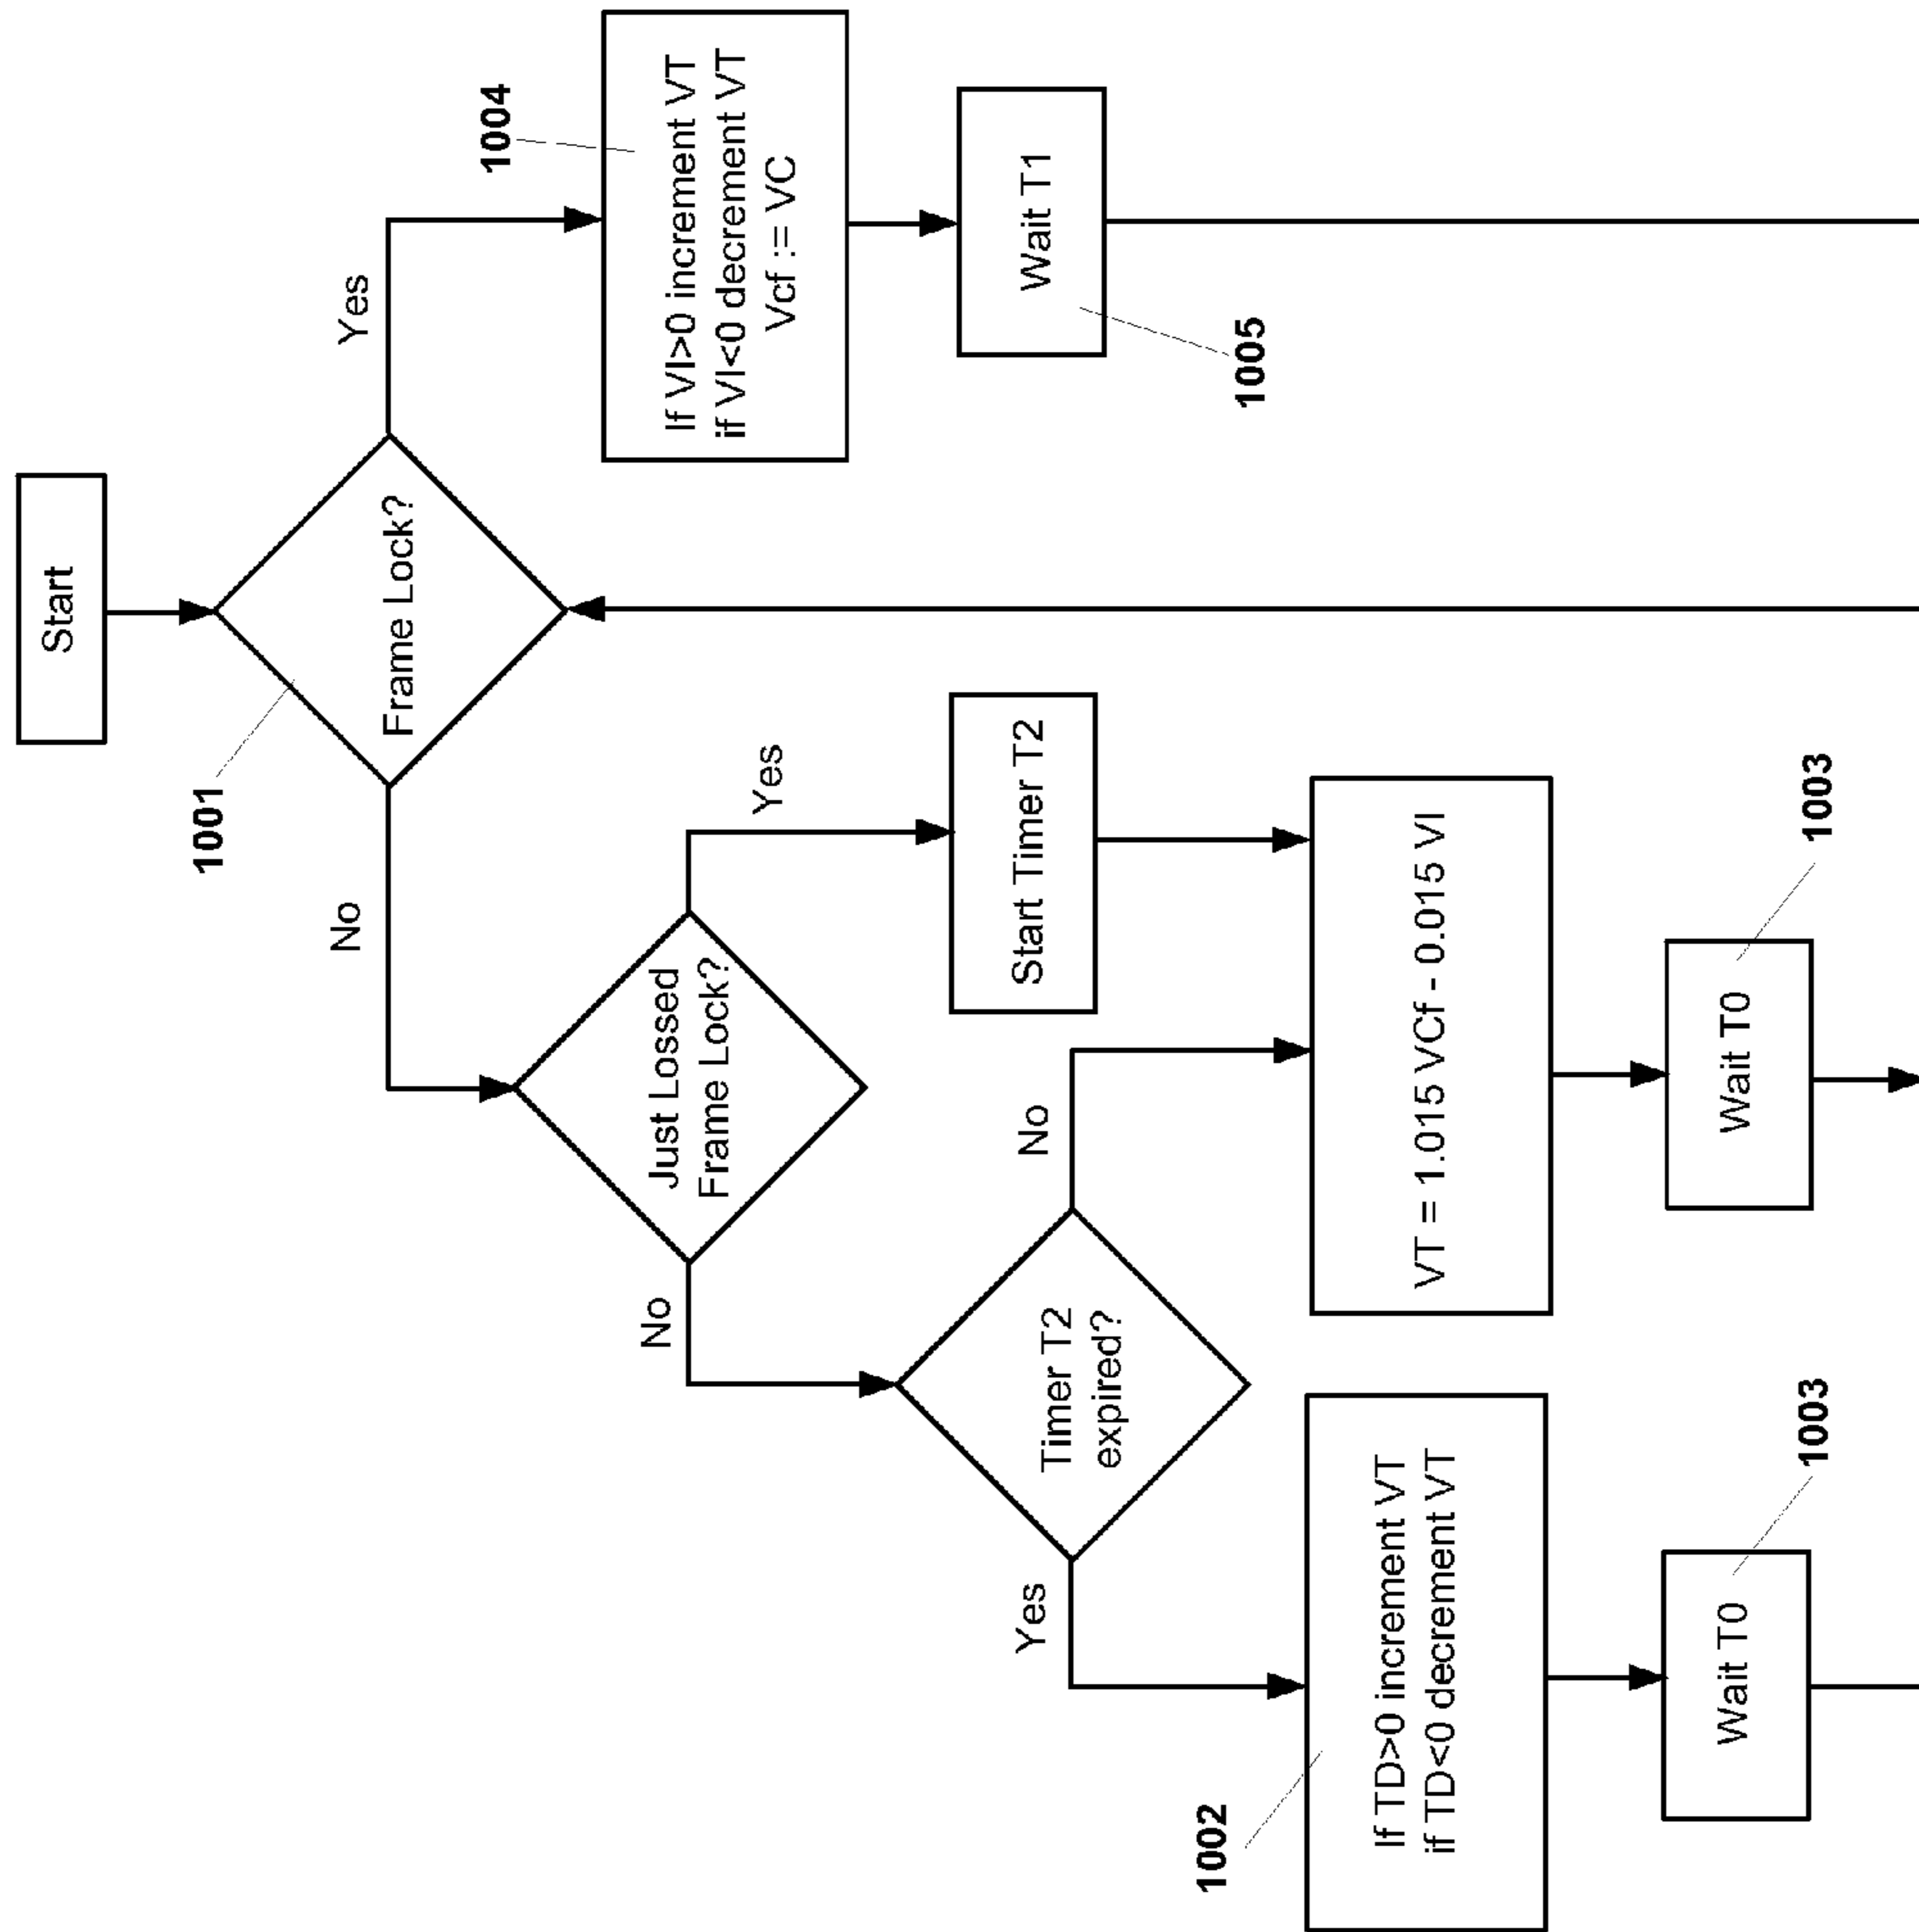 Start
Frame Lock?
1001
Yes
1004
If VI>0 increment VT
if VI<0 decrement VT
Vcf := VC
Wait T1
1005
No
Just Lossed
Frame Lock?
Yes
Start Timer T2
No
Timer T2
expired?
No
VT = 1.015 VCf - 0.015 VI
Wait T0
1003
Yes
1002
If TD>0 increment VT
if TD<0 decrement VT
Wait T0
1003